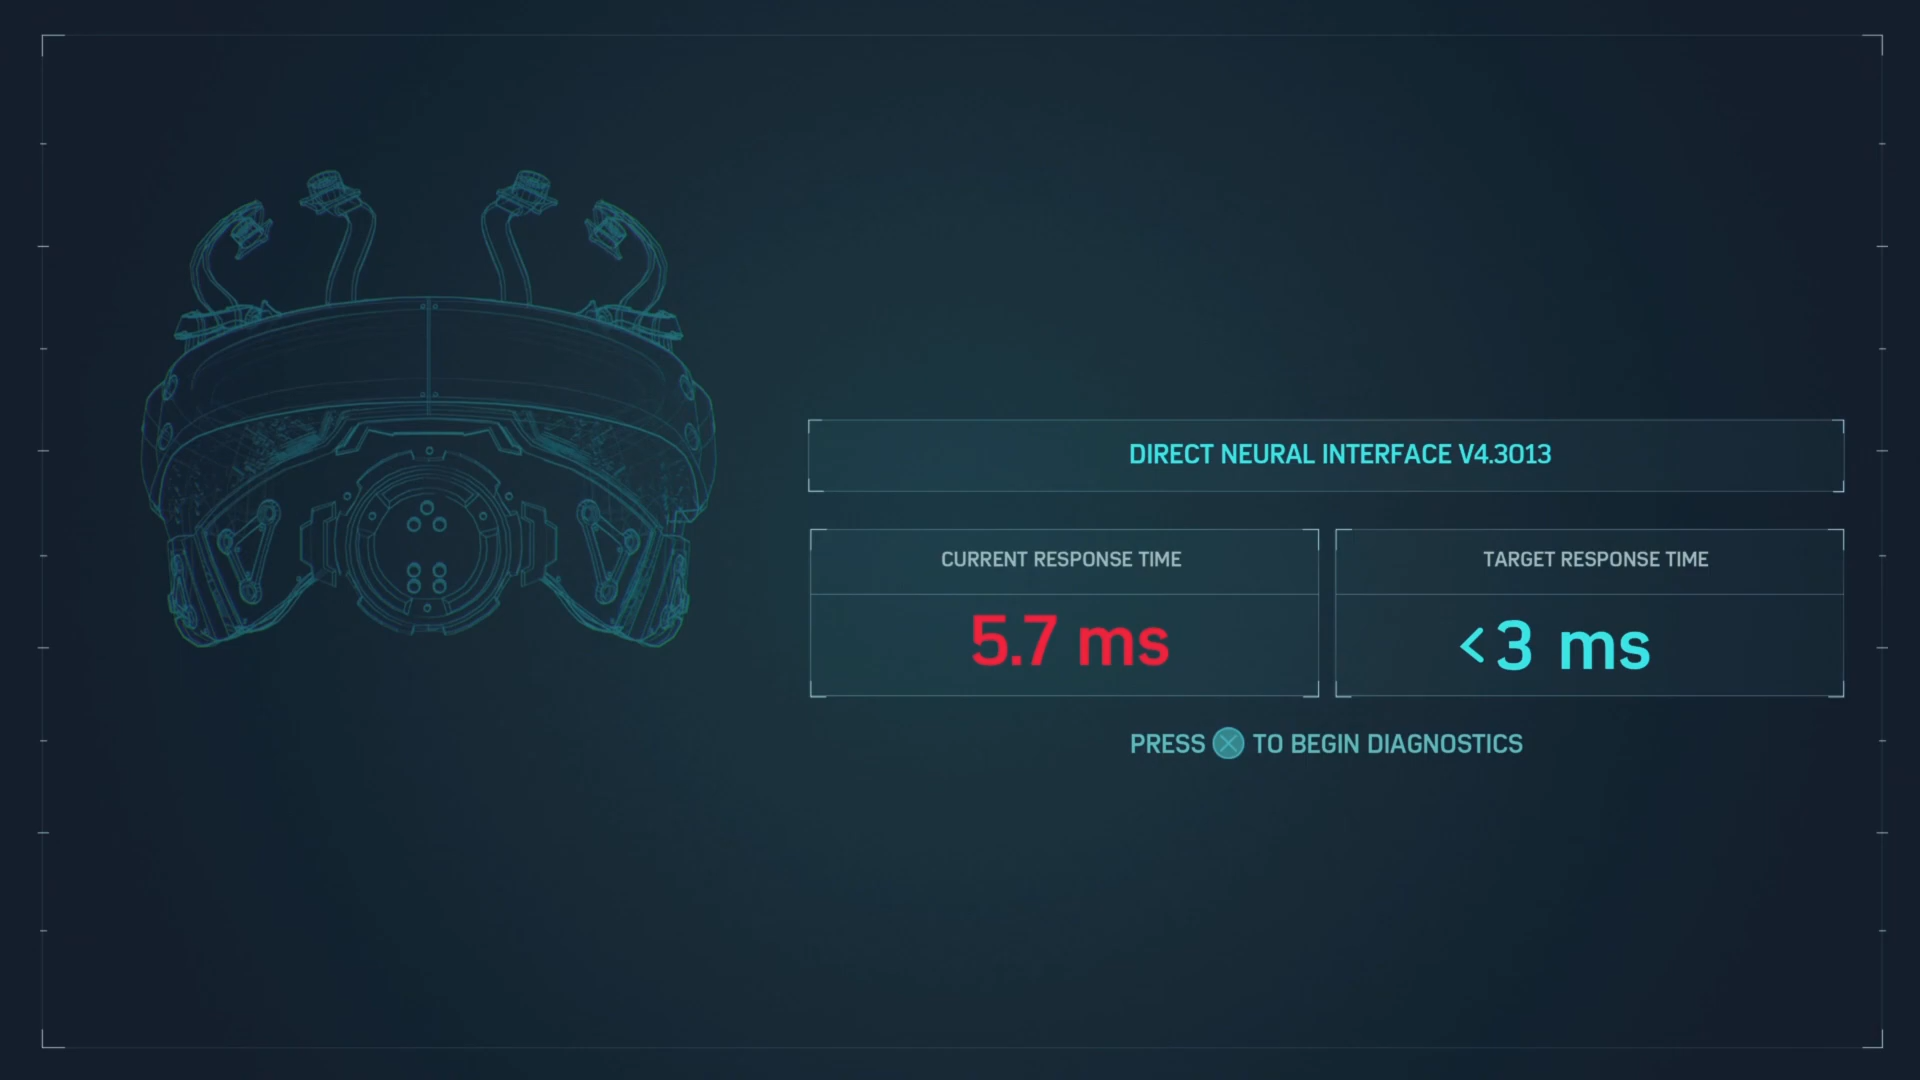 DIRECT NEURAL INTERFACE V4.3013
CURRENT RESPONSE TIME
5.7 ms
TARGET RESPONSE TIME
<3 ms
PRESS TO BEGIN DIAGNOSTICS